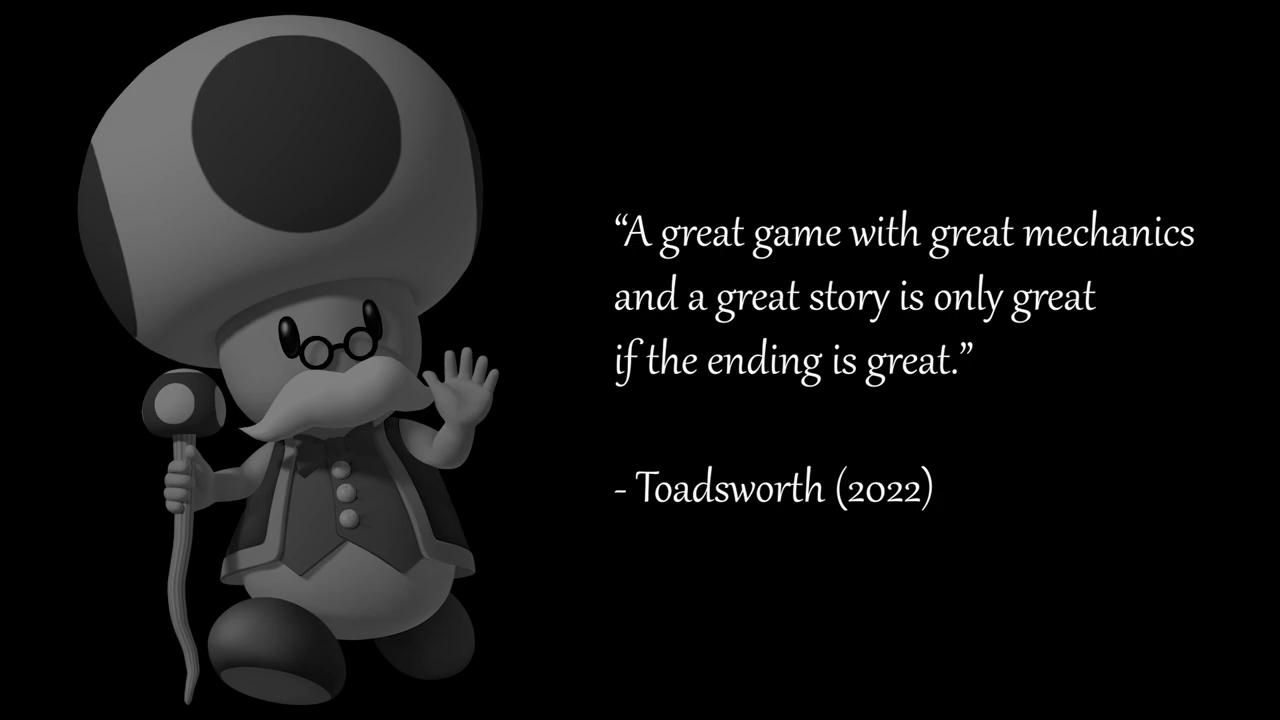 “A great game with great mechanics
and a great story is only great
if the ending is great.”
- Toadsworth (2022)